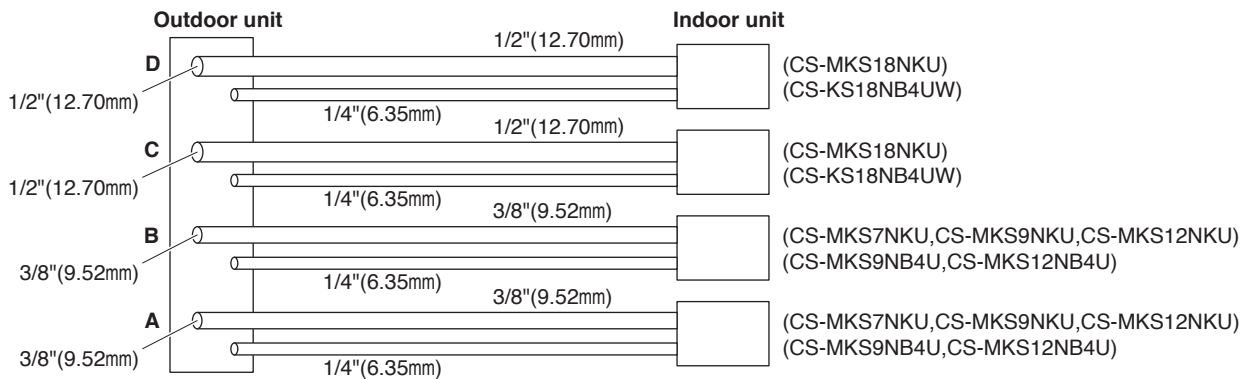 Outdoor unit
Indoor unit
D
1/2"(12.70mm)
1/2"(12.70mm)
1/4"(6.35mm)
(CS-MKS18NKU)
(CS-KS18NB4UW)
C
1/2"(12.70mm)
1/2"(12.70mm)
1/4"(6.35mm)
(CS-MKS18NKU)
(CS-KS18NB4UW)
B
3/8"(9.52mm)
3/8"(9.52mm)
1/4"(6.35mm)
(CS-MKS7NKU,CS-MKS9NKU,CS-MKS12NKU)
(CS-MKS9NB4U,CS-MKS12NB4U)
A
3/8"(9.52mm)
3/8"(9.52mm)
1/4"(6.35mm)
(CS-MKS7NKU,CS-MKS9NKU,CS-MKS12NKU)
(CS-MKS9NB4U,CS-MKS12NB4U)